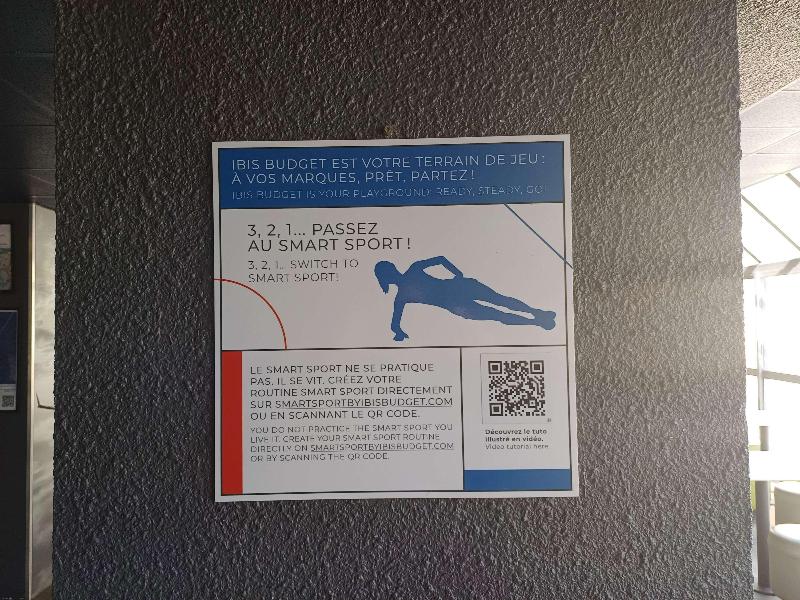 IBIS BUDGET EST VOTRE TERRAIN DE JEU :
À VOS MARQUES, PRÊT, PARTEZ !
IBIS BUDGET IS YOUR PLAYGROUND! READY, STEADY, GO!
3, 2, 1... PASSEZ
AU SMART SPORT !
3, 2, 1... SWITCH TO
SMART SPORT!
LE SMART SPORT NE SE PRATIQUE
PAS, IL SE VIT. CRÉEZ VOTRE
ROUTINE SMART SPORT DIRECTEMENT
SUR SMARTSPORTBYIBISBUDGET.COM
OU EN SCANNANT LE QR CODE.
YOU DO NOT PRACTICE THE SMART SPORT YOU
LIVE IT. CREATE YOUR SMART SPORT ROUTINE
DIRECTLY ON SMARTSPORTBYIBISBUDGET.COM
OR BY SCANNING THE QR CODE.
Découvrez le tuto
illustré en vidéo.
Video tutorial here